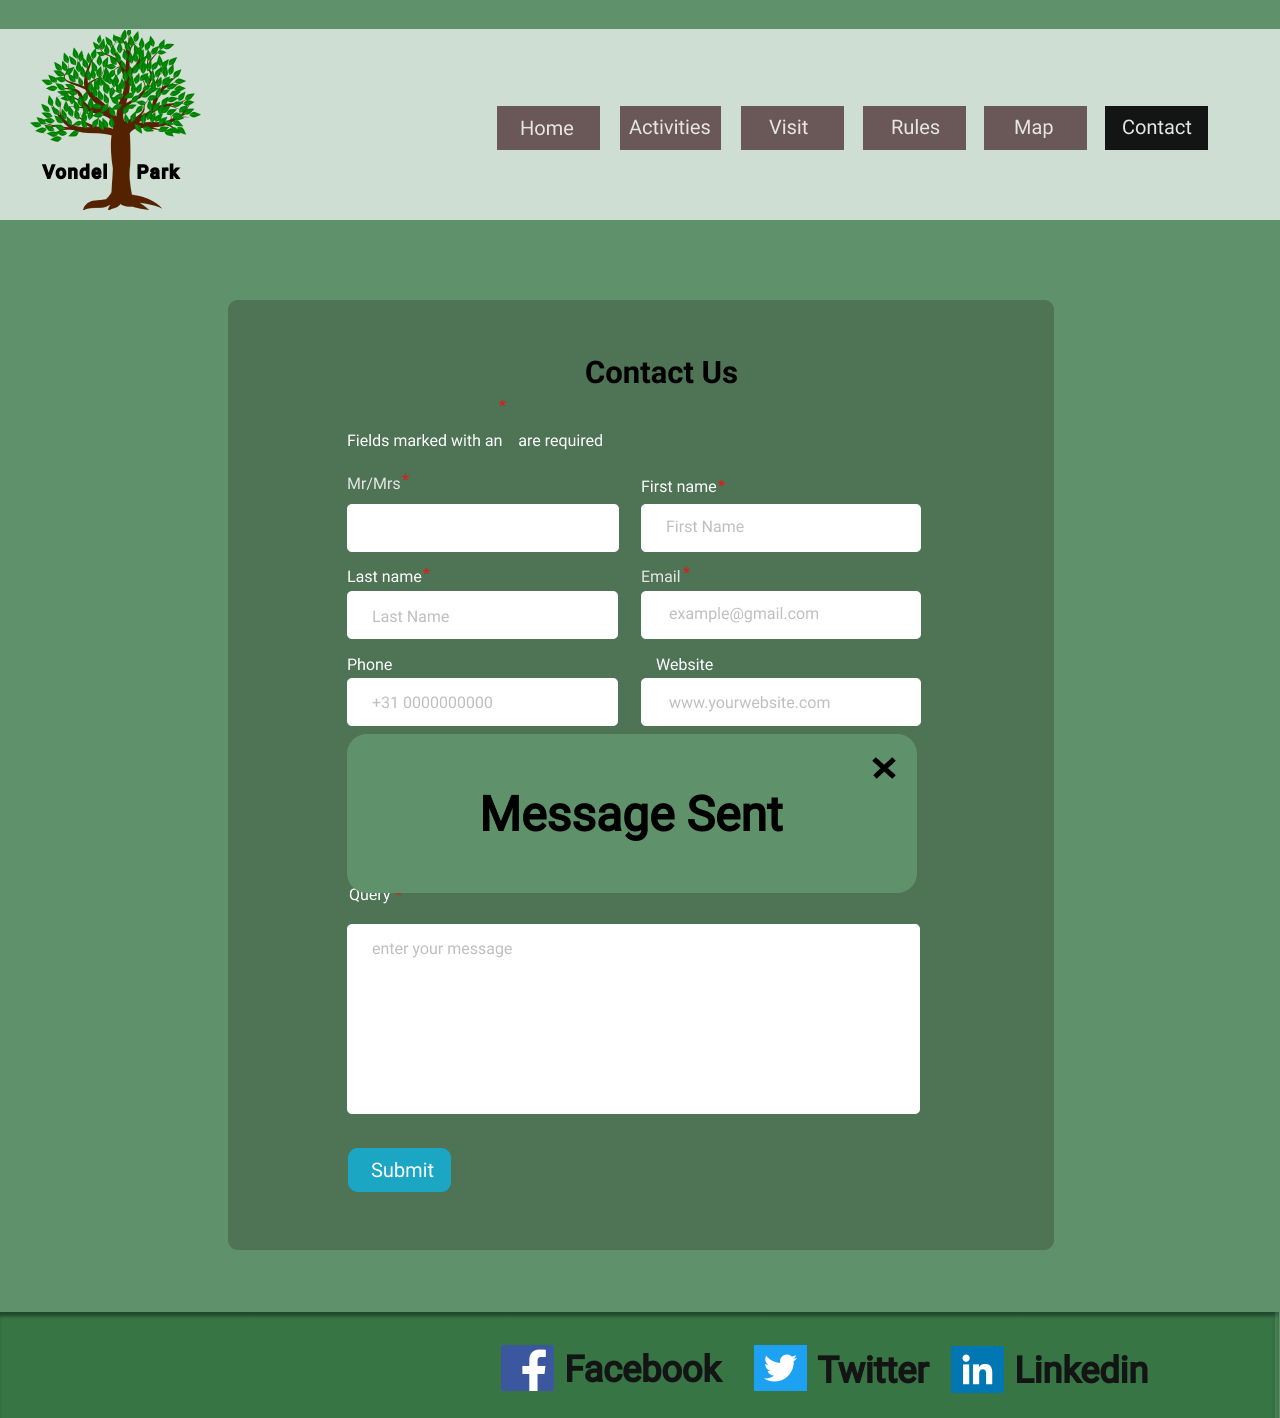 Vondel Park
Home Activities Visit Rules Map Contact
Contact Us
*
Fields marked with an are required
Mr/Mrs* First name*
First Name
Last name* Email *
Last Name example@gmail.com
Phone Website
+31 0000000000 www.yourwebsite.com
×
Message Sent
Query *
enter your message
Submit
Facebook Twitter in Linkedin